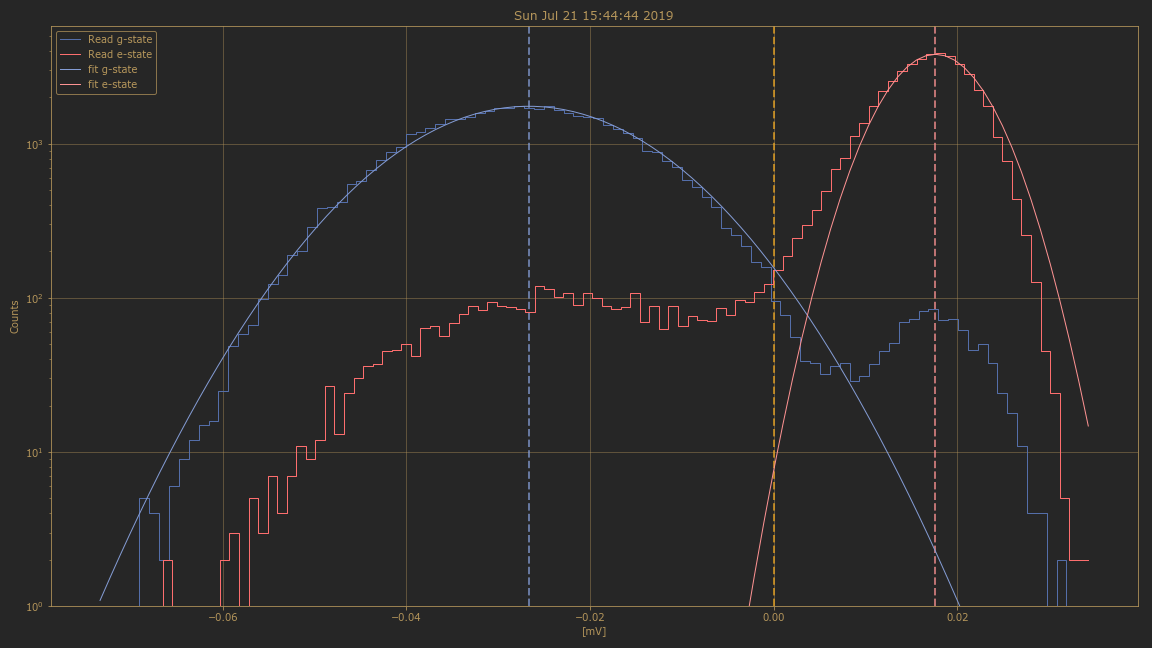 Sun Jul 21 15:44:44 2019
Read g-state
Read e-state
fit g-state
fit e-state
Counts
10³
10²
10¹
10⁰
−0.06
−0.04
−0.02
0.00
0.02
[mV]